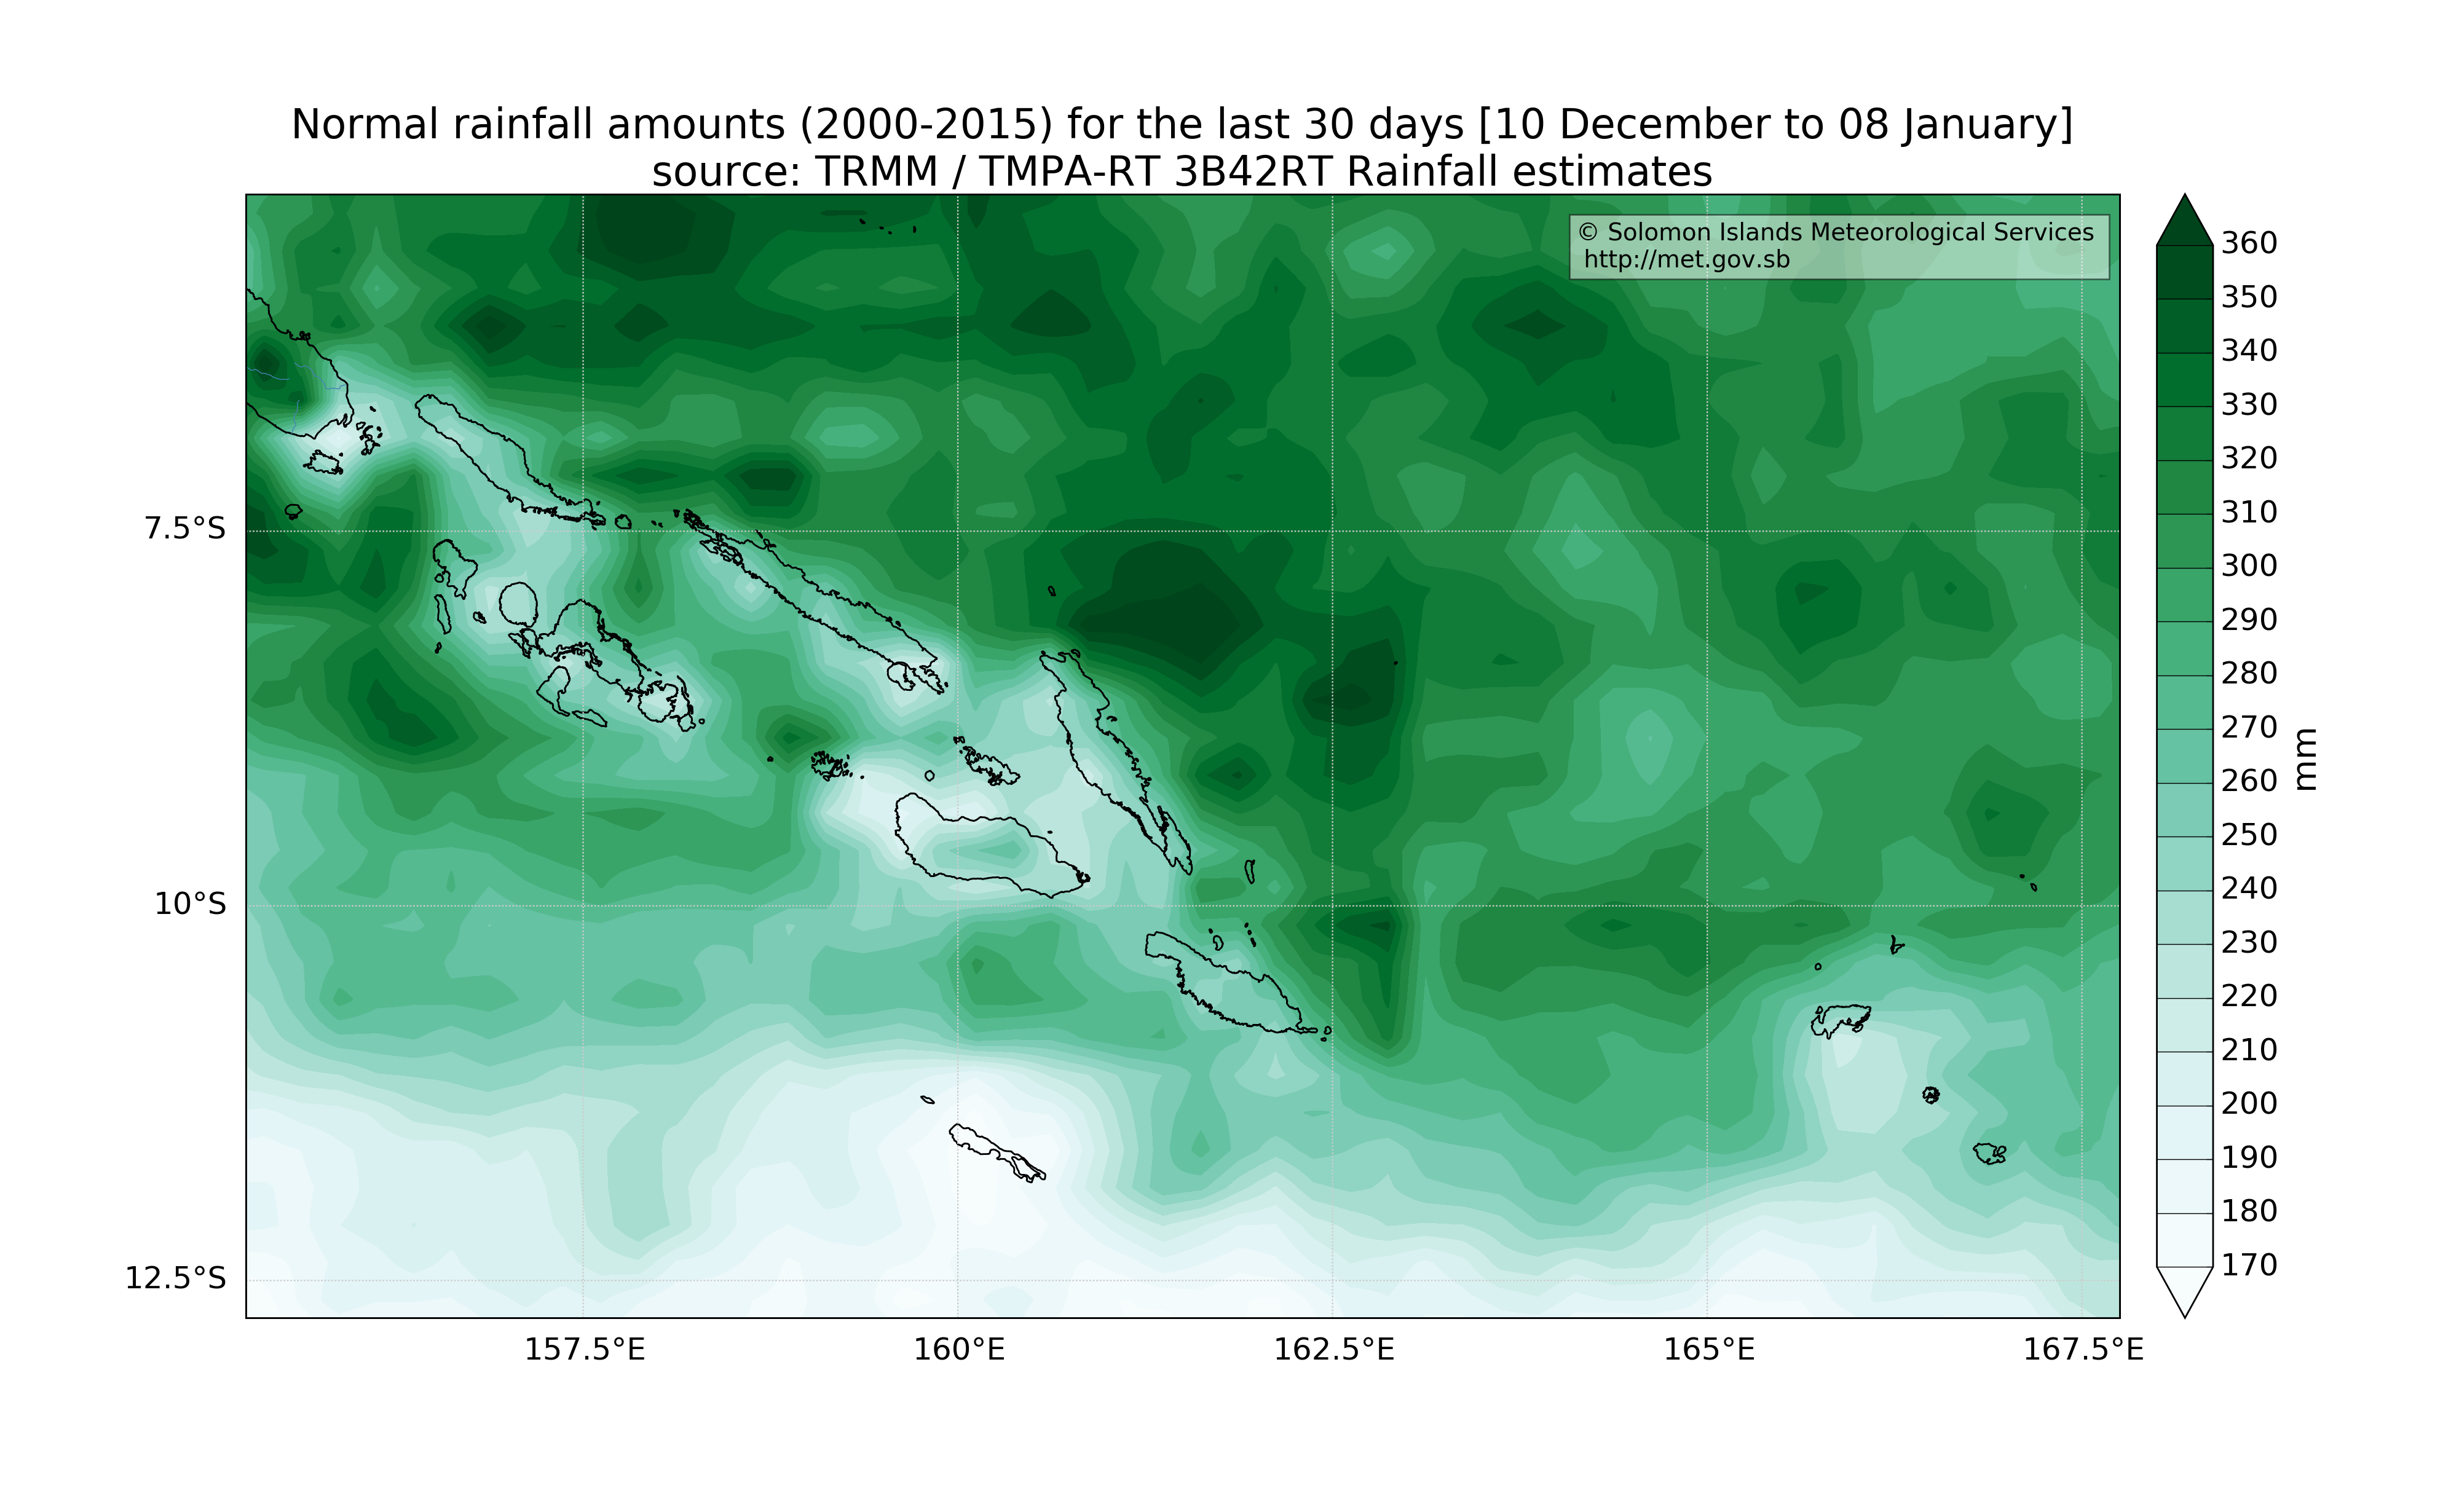 Normal rainfall amounts (2000-2015) for the last 30 days [10 December to 08 January]
source: TRMM / TMPA-RT 3B42RT Rainfall estimates
© Solomon Islands Meteorological Services
http://met.gov.sb
7.5°S
10°S
12.5°S
157.5°E
160°E
162.5°E
165°E
167.5°E
360
350
340
330
320
310
300
290
280
270
260
250
240
230
220
210
200
190
180
170
mm